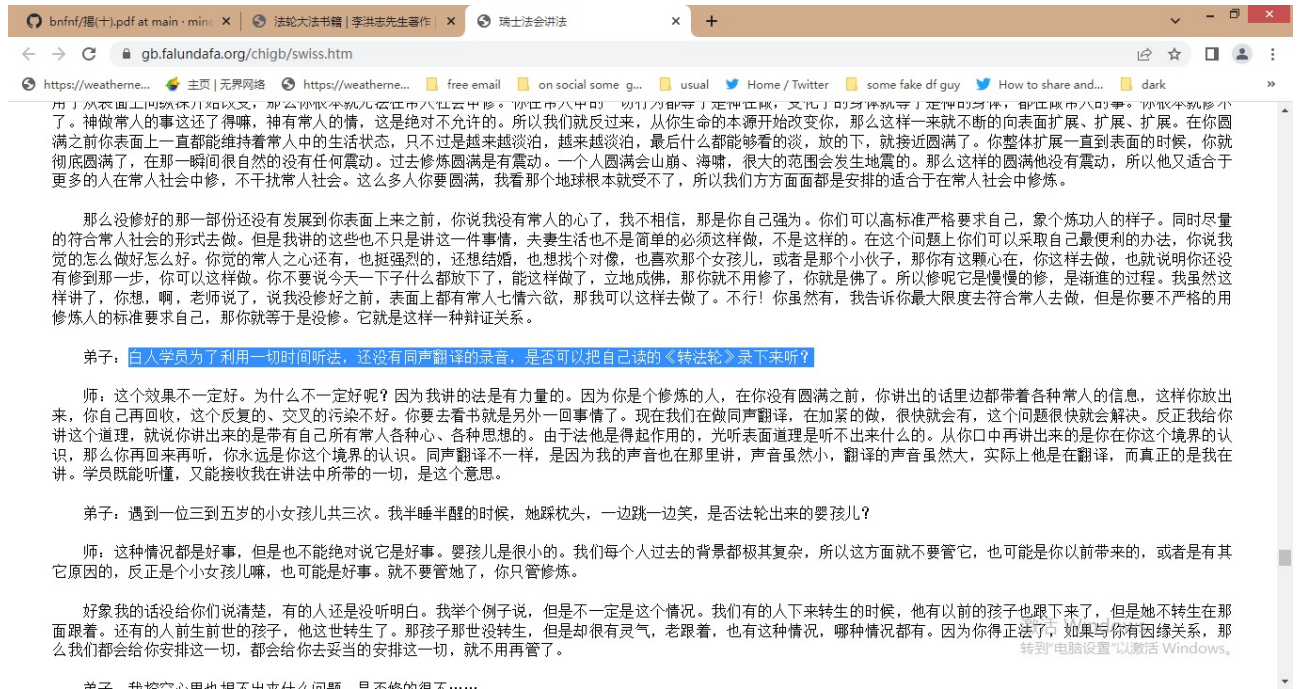 bnfnf/揭(十).pdf at main · mine
法轮大法书籍 | 李洪志先生著作 |
瑞士法会讲法
gb.falundafa.org/chigb/swiss.htm
https://weatherne...
主页 | 无界网络
https://weatherne...
free email
on social some g...
usual
Home / Twitter
some fake df guy
How to share and...
dark
»
了。神做常人的事这还了得嘛，神有常人的情，这是绝对不允许的。所以我们就反过来，从你生命的本源开始改变你，那么这样一来就不断的向表面扩展、扩展、扩展。在你圆
满之前你表面上一直都能维持着常人中的生活状态，只不过是越来越淡泊，越来越淡泊，最后什么都能够看的淡，放的下，就接近圆满了。你整体扩展一直到表面的时候，你就
彻底圆满了，在那一瞬间很自然的没有任何震动。过去修炼圆满是有震动。一个人圆满会山崩、海啸，很大的范围会发生地震的。那么这样的圆满他没有震动，所以他又适合于
更多的人在常人社会中修，不干扰常人社会。这么多人你要圆满，我看那个地球根本就受不了，所以我们方方面面都是安排的适合于在常人社会中修炼。
那么没修好的那一部份还没有发展到你表面上来之前，你说我没有常人的心了，我不相信，那是你自己强为。你们可以高标准严格要求自己，象个炼功人的样子。同时尽量
的符合常人社会的形式去做。但是我讲的这些也不只是讲这一件事情，夫妻生活也不是简单的必须这样做，不是这样的。在这个问题上你们可以采取自己最便利的办法，你说我
觉的怎么做好怎么好。你觉的常人之心还有，也挺强烈的，还想结婚，也想找个对像，也喜欢那个女孩儿，或者是那个小伙子，那你有这颗心在，你这样去做，也就说明你还没
有修到那一步，你可以这样做。你不要说今天一下子什么都放下了，能这样做了，立地成佛，那你就不用修了，你就是佛了。所以修呢它是慢慢的修，是渐进的过程。我虽然这
样讲了，你想，啊，老师说了，说我没修好之前，表面上都有常人七情六欲，那我可以这样去做了。不行！你虽然有，我告诉你最大限度去符合常人去做，但是你要不严格的用
修炼人的标准要求自己，那你就等于是没修。它就是这样一种辩证关系。
弟子：白人学员为了利用一切时间听法，还没有同声翻译的录音，是否可以把自己读的《转法轮》录下来听？
师：这个效果不一定好。为什么不一定好呢？因为我讲的法是有力量的。因为你是个修炼的人，在你没有圆满之前，你讲出的话里边都带着各种常人的信息，这样你放出
来，你自己再回收，这个反复的、交叉的污染不好。你要去看书就是另外一回事情了。现在我们在做同声翻译，在加紧的做，很快就会有，这个问题很快就会解决。反正我给你
讲这个道理，就说你讲出来的是带有自己所有常人各种心、各种思想的。由于法他是得起作用的，光听表面道理是听不出来什么的。从你口中再讲出来的是你在你这个境界的认
识，那么你再回来再听，你永远是你这个境界的认识。同声翻译不一样，是因为我的声音也在那里讲，声音虽然小，翻译的声音虽然大，实际上他是在翻译，而真正的是我在
讲。学员既能听懂，又能接收我在讲法中所带的一切，是这个意思。
弟子：遇到一位三到五岁的小女孩儿共三次。我半睡半醒的时候，她踩枕头，一边跳一边笑，是否法轮出来的婴孩儿？
师：这种情况都是好事，但是也不能绝对说它是好事。婴孩儿是很小的。我们每个人过去的背景都极其复杂，所以这方面就不要管它，也可能是你以前带来的，或者是有其
它原因的，反正是个小女孩儿嘛，也可能是好事。就不要管她了，你只管修炼。
好象我的话没给你们说清楚，有的人还是没听明白。我举个例子说，但是不一定是这个情况。我们有的人下来转生的时候，他有以前的孩子也跟下来了，但是她不转生在那
面跟着。还有的人前生前世的孩子，他这世转生了。那孩子那世没转生，但是却很有灵气，老跟着，也有这种情况，哪种情况都有。因为你得正法了，如果与你有因缘关系，那
么我们都会给你安排这一切，都会给你去妥当的安排这一切，就不用再管了。
激活 Windows
转到"电脑设置"以激活 Windows。